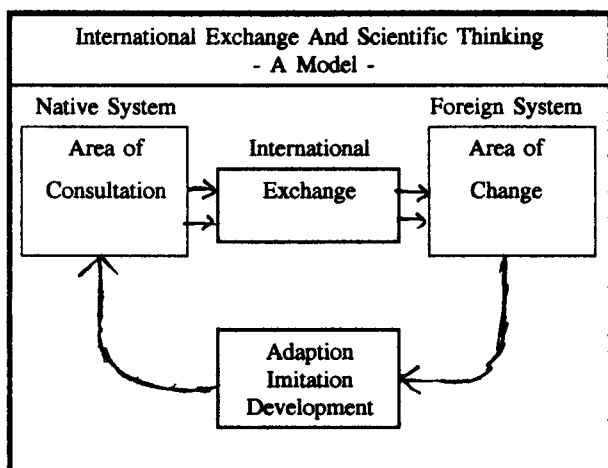 International Exchange And Scientific Thinking
- A Model -
Native System
Foreign System
Area of
Consultation
International
Exchange
Area of
Change
Adaption
Imitation
Development